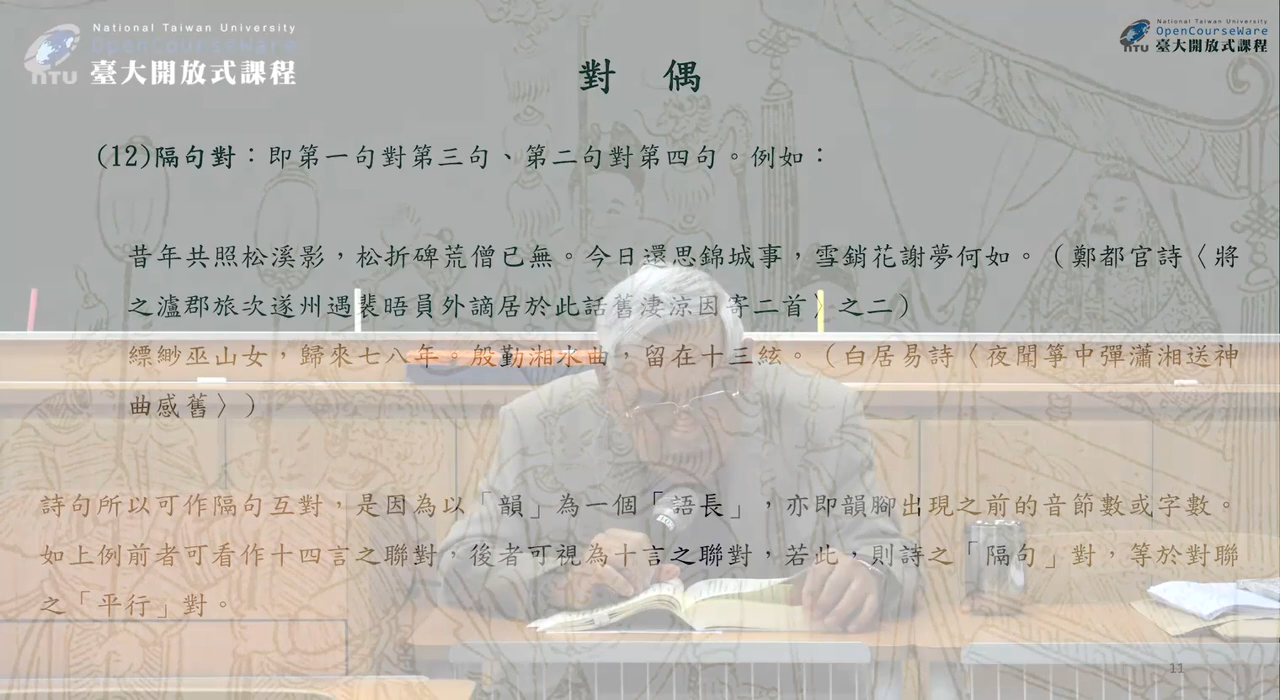 National Taiwan University
OpenCourseWare
NTU 臺大開放式課程
National Taiwan University
OpenCourseWare
NTU 臺大開放式課程
對 偶
(12)隔句對：即第一句對第三句、第二句對第四句。例如：
昔年共照松溪影，松折碑荒僧已無。今日還思錦城事，雪銷花謝夢何如。（鄭都官詩〈將
之瀘郡旅次遂州遇裴晤員外謫居於此話舊淒涼因寄二首〉之二）
縹緲巫山女，歸來七八年。殷勤湘水曲，留在十三絃。（白居易詩〈夜聞箏中彈瀟湘送神
曲感舊〉）
詩句所以可作隔句互對，是因為以「韻」為一個「語長」，亦即韻腳出現之前的音節數或字數。
如上例前者可看作十四言之聯對，後者可視為十言之聯對，若此，則詩之「隔句」對，等於對聯
之「平行」對。
11